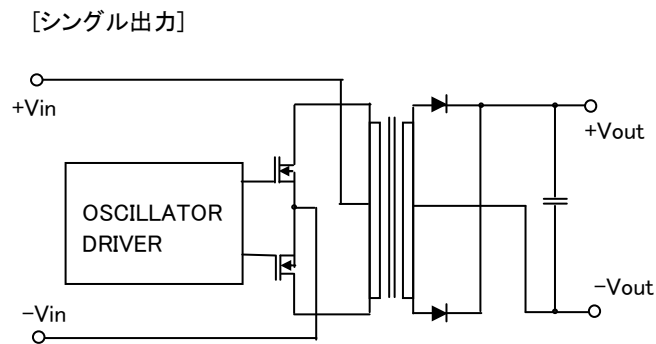 [シングル出力]
+Vin
+Vout
OSCILLATOR
DRIVER
−Vin
−Vout